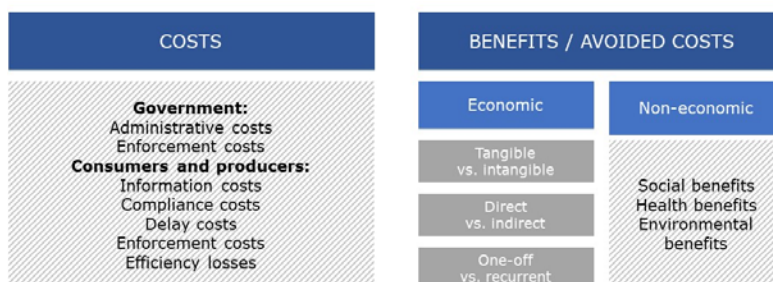 COSTS
Government:
Administrative costs
Enforcement costs
Consumers and producers:
Information costs
Compliance costs
Delay costs
Enforcement costs
Efficiency losses
BENEFITS / AVOIDED COSTS
Economic
Tangible
vs. intangible
Direct
vs. indirect
One-off
vs. recurrent
Non-economic
Social benefits
Health benefits
Environmental
benefits